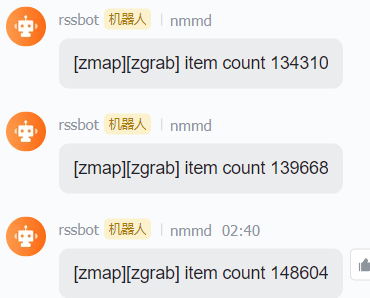 rssbot 机器人 | nmmd
[zmap][zgrab] item count 134310
rssbot 机器人 | nmmd
[zmap][zgrab] item count 139668
rssbot 机器人 | nmmd 02:40
[zmap][zgrab] item count 148604